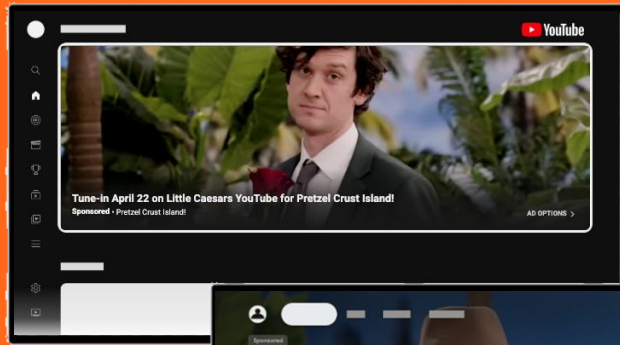 YouTube
Tune-in April 22 on Little Caesars YouTube for Pretzel Crust Island!
Sponsored · Pretzel Crust Island!
AD OPTIONS >
Sponsored